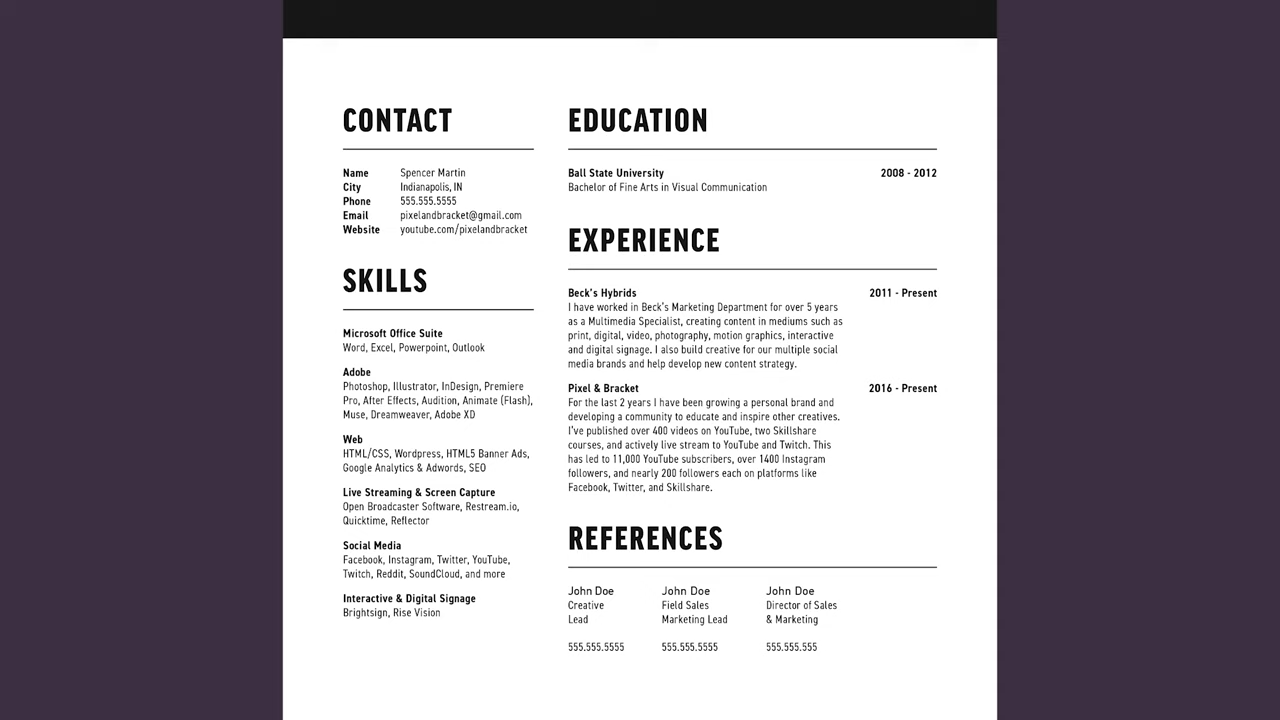 CONTACT
Name Spencer Martin
City Indianapolis, IN
Phone 555.555.5555
Email pixelandbracket@gmail.com
Website youtube.com/pixelandbracket
SKILLS
Microsoft Office Suite
Word, Excel, Powerpoint, Outlook
Adobe
Photoshop, Illustrator, InDesign, Premiere
Pro, After Effects, Audition, Animate (Flash),
Muse, Dreamweaver, Adobe XD
Web
HTML/CSS, Wordpress, HTML5 Banner Ads,
Google Analytics & Adwords, SEO
Live Streaming & Screen Capture
Open Broadcaster Software, Restream.io,
Quicktime, Reflector
Social Media
Facebook, Instagram, Twitter, YouTube,
Twitch, Reddit, SoundCloud, and more
Interactive & Digital Signage
Brightsign, Rise Vision
EDUCATION
Ball State University 2008 - 2012
Bachelor of Fine Arts in Visual Communication
EXPERIENCE
Beck's Hybrids 2011 - Present
I have worked in Beck's Marketing Department for over 5 years
as a Multimedia Specialist, creating content in mediums such as
print, digital, video, photography, motion graphics, interactive
and digital signage. I also build creative for our multiple social
media brands and help develop new content strategy.
Pixel & Bracket 2016 - Present
For the last 2 years I have been growing a personal brand and
developing a community to educate and inspire other creatives.
I've published over 400 videos on YouTube, two Skillshare
courses, and actively live stream to YouTube and Twitch. This
has led to 11,000 YouTube subscribers, over 1400 Instagram
followers, and nearly 200 followers each on platforms like
Facebook, Twitter, and Skillshare.
REFERENCES
John Doe John Doe John Doe
Creative Field Sales Director of Sales
Lead Marketing Lead & Marketing
555.555.5555 555.555.5555 555.555.555